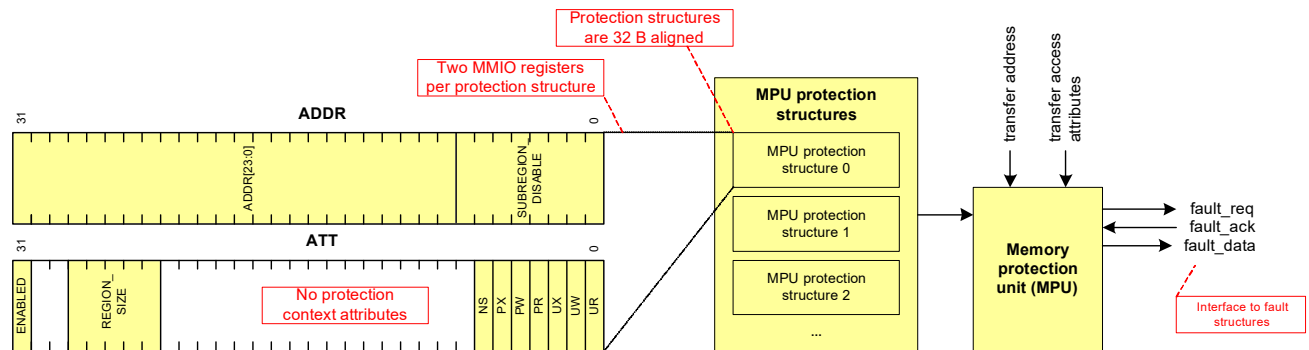 Protection structures
are 32 B aligned
Two MMIO registers
per protection structure
31
ADDR
0
ADDR[23:0]
SUBREGION_
DISABLE
31
ATT
0
ENABLED
REGION_
SIZE
No protection
context attributes
NS
PX
PW
PR
UX
UW
UR
MPU protection
structures
MPU protection
structure 0
MPU protection
structure 1
MPU protection
structure 2
...
transfer address
transfer access
attributes
Memory
protection
unit (MPU)
fault_req
fault_ack
fault_data
Interface to fault
structures